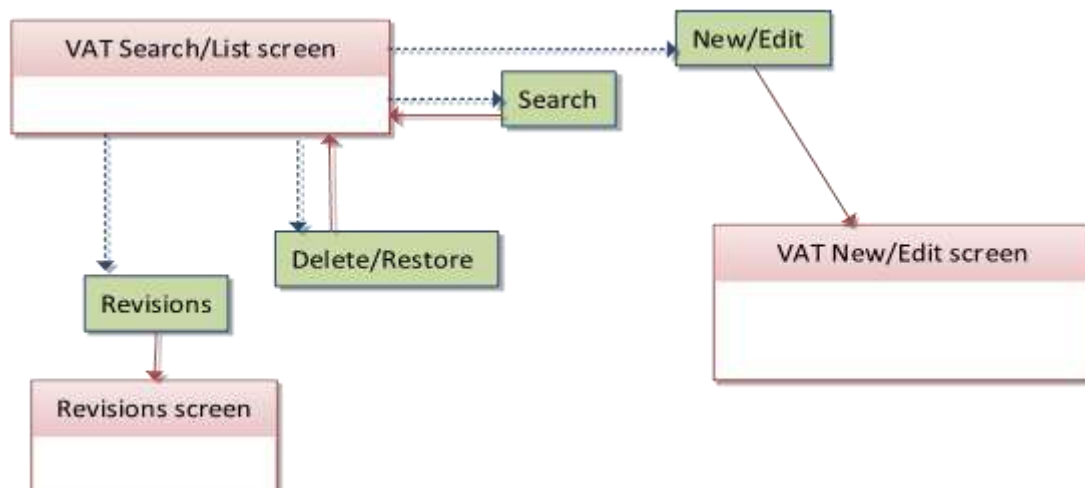 VAT Search/List screen
New/Edit
Search
VAT New/Edit screen
Delete/Restore
Revisions
Revisions screen